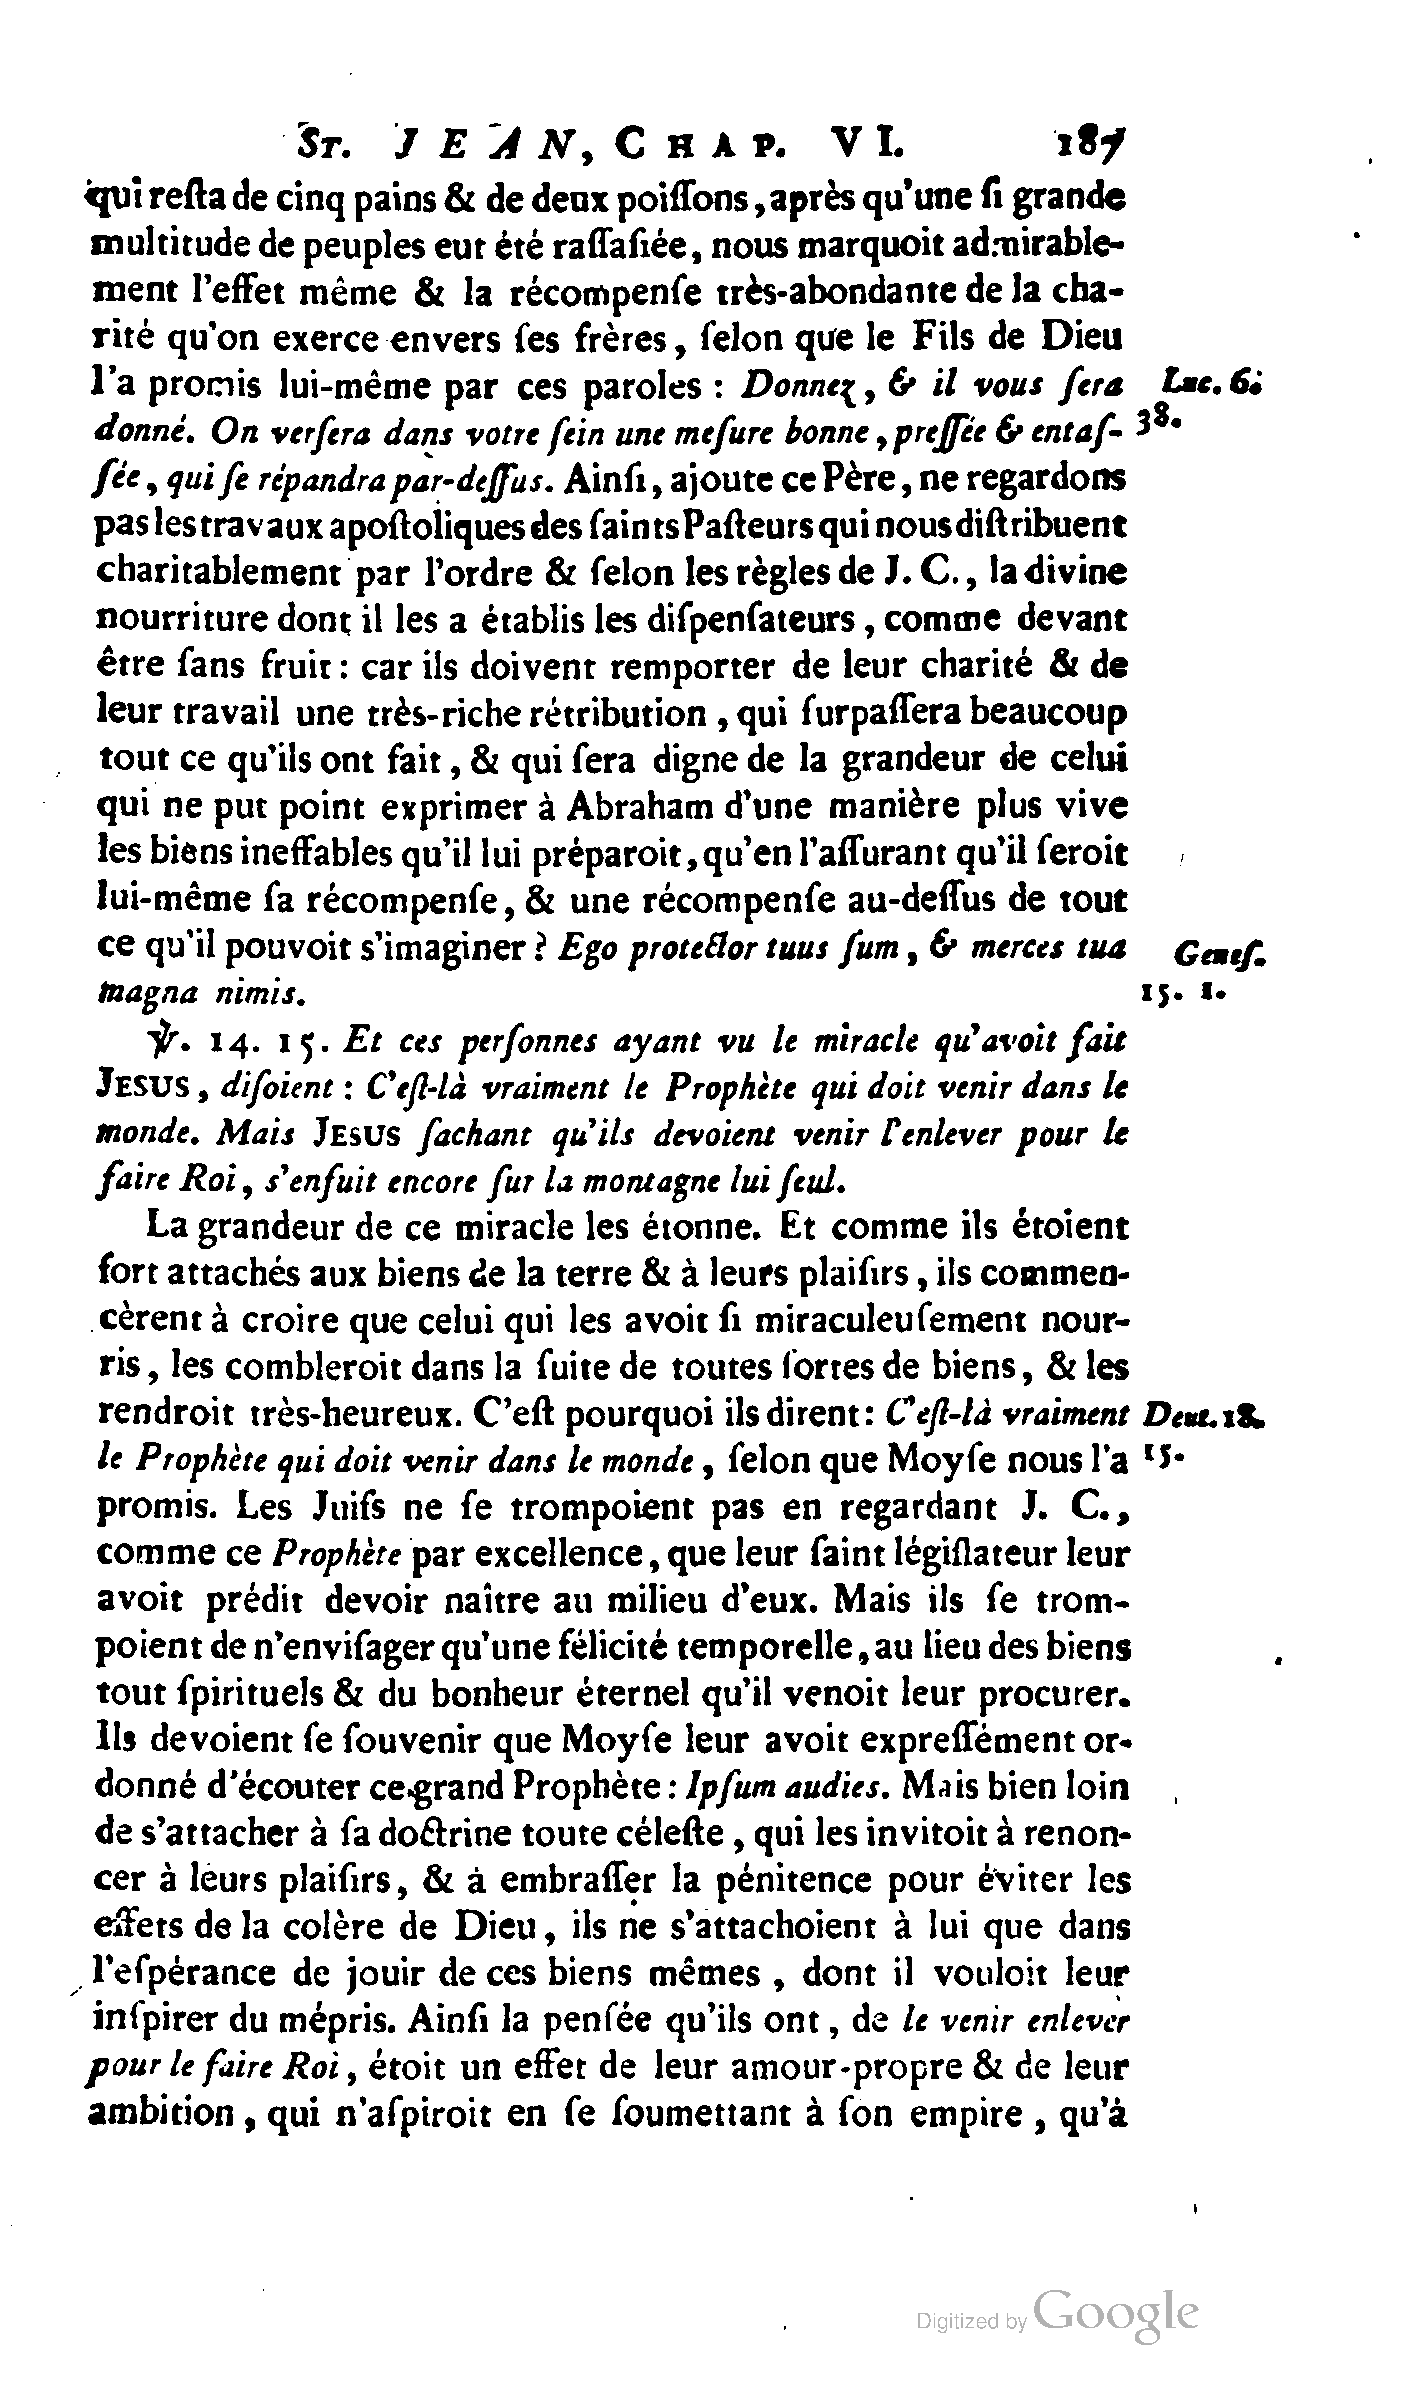 St. JEAN, Chap. VI. 187
qui reſta de cinq pains & de deux poiſſons, après qu'une ſi grande
multitude de peuples eut été raſſaſiée, nous marquoit admirable-
ment l'effet même & la récompenſe très-abondante de la cha-
rité qu'on exerce envers ſes frères, ſelon que le Fils de Dieu
l'a promis lui-même par ces paroles : Donnez, & il vous ſera Luc. 6.
donné. On verſera dans votre ſein une meſure bonne, preſſée & entaſ- 38.
ſée, qui ſe répandra par-deſſus. Ainſi, ajoute ce Père, ne regardons
pas les travaux apoſtoliques des ſaints Paſteurs qui nous diſtribuent
charitablement par l'ordre & ſelon les règles de J. C., la divine
nourriture dont il les a établis les diſpenſateurs, comme devant
être ſans fruit : car ils doivent remporter de leur charité & de
leur travail une très-riche rétribution, qui ſurpaſſera beaucoup
tout ce qu'ils ont fait, & qui ſera digne de la grandeur de celui
qui ne put point exprimer à Abraham d'une manière plus vive
les biens ineffables qu'il lui préparoit, qu'en l'aſſurant qu'il ſeroit
lui-même ſa récompenſe, & une récompenſe au-deſſus de tout
ce qu'il pouvoit s'imaginer ? Ego protector tuus ſum, & merces tua Geneſ.
magna nimis. 15. 1.
℣. 14. 15. Et ces perſonnes ayant vu le miracle qu'avoit fait
JESUS, diſoient : C'eſt-là vraiment le Prophète qui doit venir dans le
monde. Mais JESUS ſachant qu'ils devoient venir l'enlever pour le
faire Roi, s'enfuit encore ſur la montagne lui ſeul.
La grandeur de ce miracle les étonne. Et comme ils étoient
fort attachés aux biens de la terre & à leurs plaiſirs, ils commen-
cèrent à croire que celui qui les avoit ſi miraculeuſement nour-
ris, les combleroit dans la ſuite de toutes ſortes de biens, & les
rendroit très-heureux. C'eſt pourquoi ils dirent : C'eſt-là vraiment Deut. 18.
le Prophète qui doit venir dans le monde, ſelon que Moyſe nous l'a 15.
promis. Les Juifs ne ſe trompoient pas en regardant J. C.,
comme ce Prophète par excellence, que leur ſaint légiſlateur leur
avoit prédit devoir naître au milieu d'eux. Mais ils ſe trom-
poient de n'enviſager qu'une félicité temporelle, au lieu des biens
tout ſpirituels & du bonheur éternel qu'il venoit leur procurer.
Ils devoient ſe ſouvenir que Moyſe leur avoit expreſſément or-
donné d'écouter ce grand Prophète : Ipſum audies. Mais bien loin
de s'attacher à ſa doctrine toute céleſte, qui les invitoit à renon-
cer à leurs plaiſirs, & à embraſſer la pénitence pour éviter les
effets de la colère de Dieu, ils ne s'attachoient à lui que dans
l'eſpérance de jouir de ces biens mêmes, dont il vouloit leur
inſpirer du mépris. Ainſi la penſée qu'ils ont, de le venir enlever
pour le faire Roi, étoit un effet de leur amour-propre & de leur
ambition, qui n'aſpiroit en ſe ſoumettant à ſon empire, qu'à
Digitized by Google